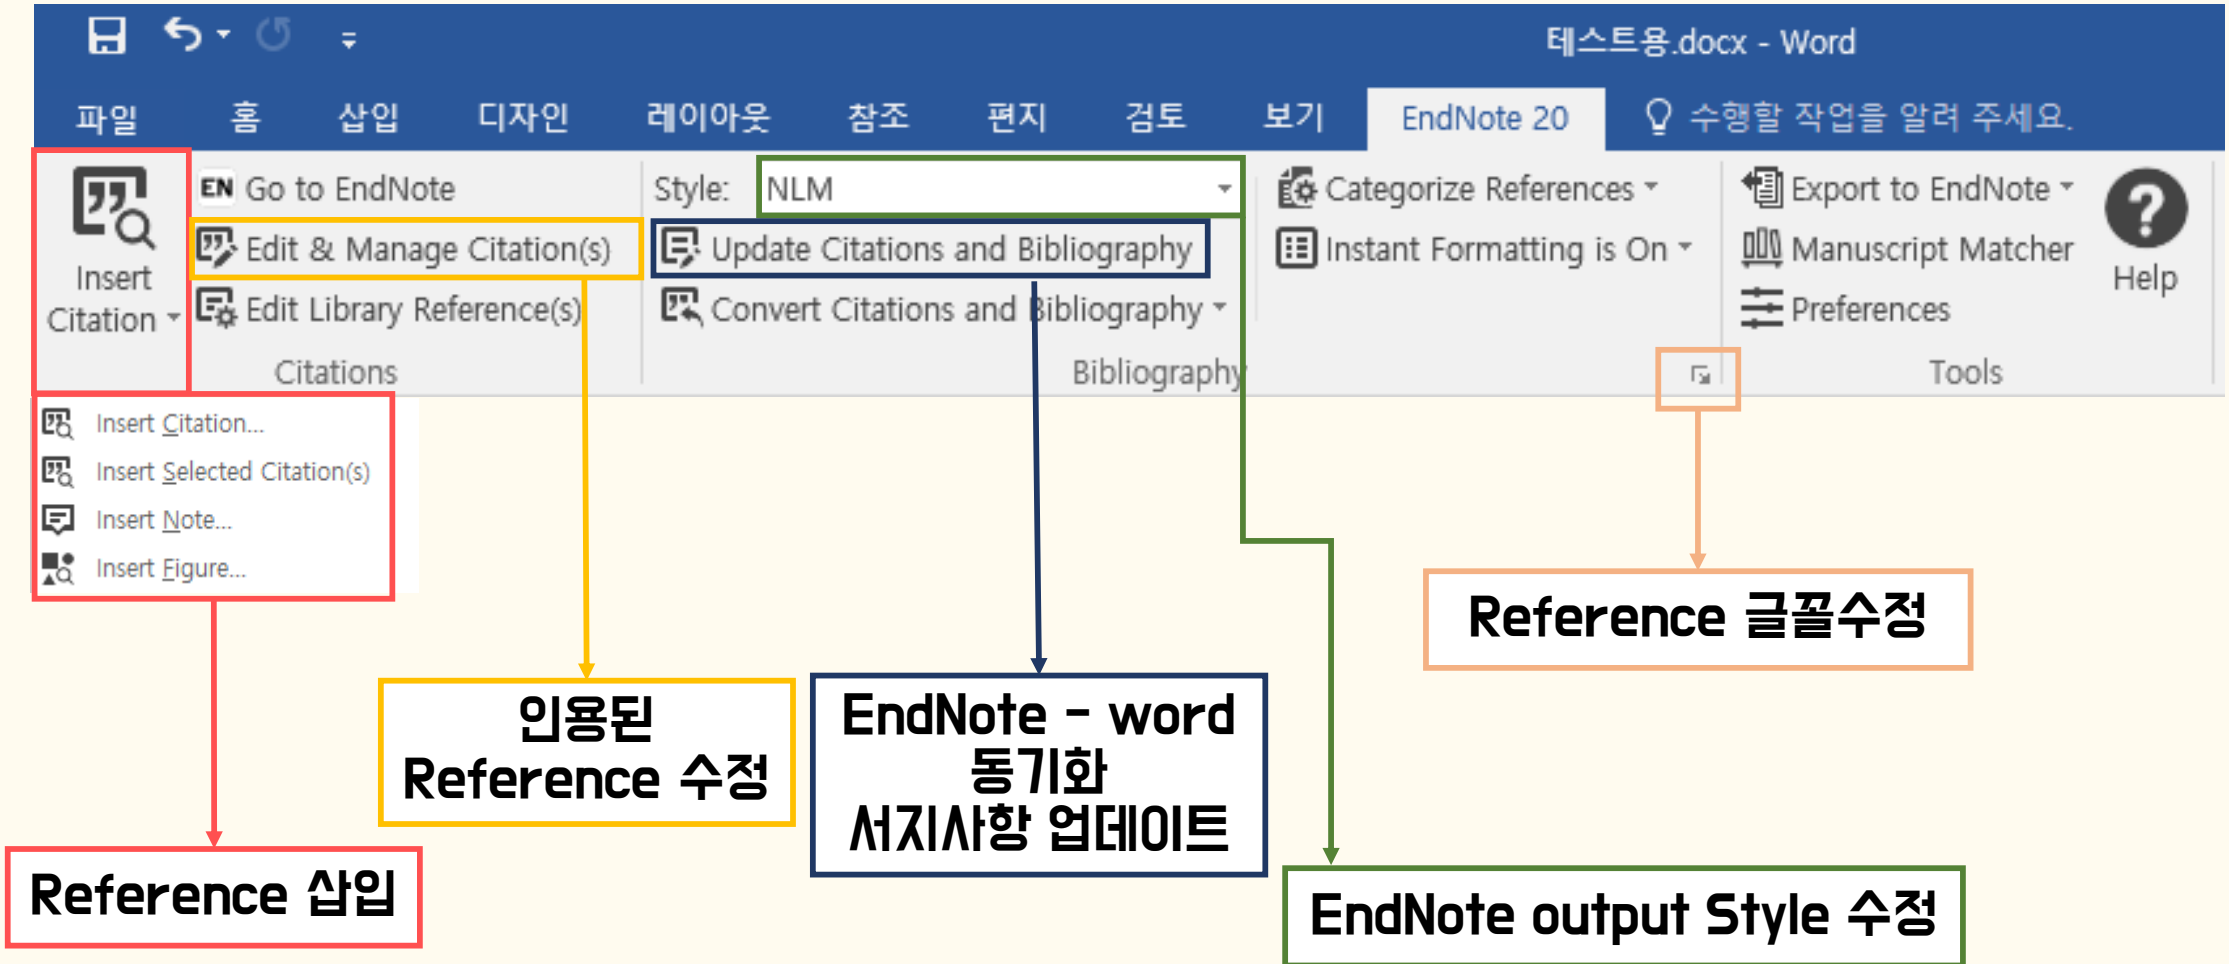 테스트용.docx - Word
파일 홈 삽입 디자인 레이아웃 참조 편지 검토 보기 EndNote 20 수행할 작업을 알려 주세요.
Insert
Citation
EN Go to EndNote
Edit & Manage Citation(s)
Edit Library Reference(s)
Citations
Style: NLM
Update Citations and Bibliography
Convert Citations and Bibliography
Categorize References
Instant Formatting is On
Bibliography
Export to EndNote
Manuscript Matcher
Preferences
Help
Tools
Insert Citation...
Insert Selected Citation(s)
Insert Note...
Insert Figure...
Reference 글꼴수정
인용된
Reference 수정
EndNote - word
동기화
서지사항 업데이트
Reference 삽입
EndNote output Style 수정